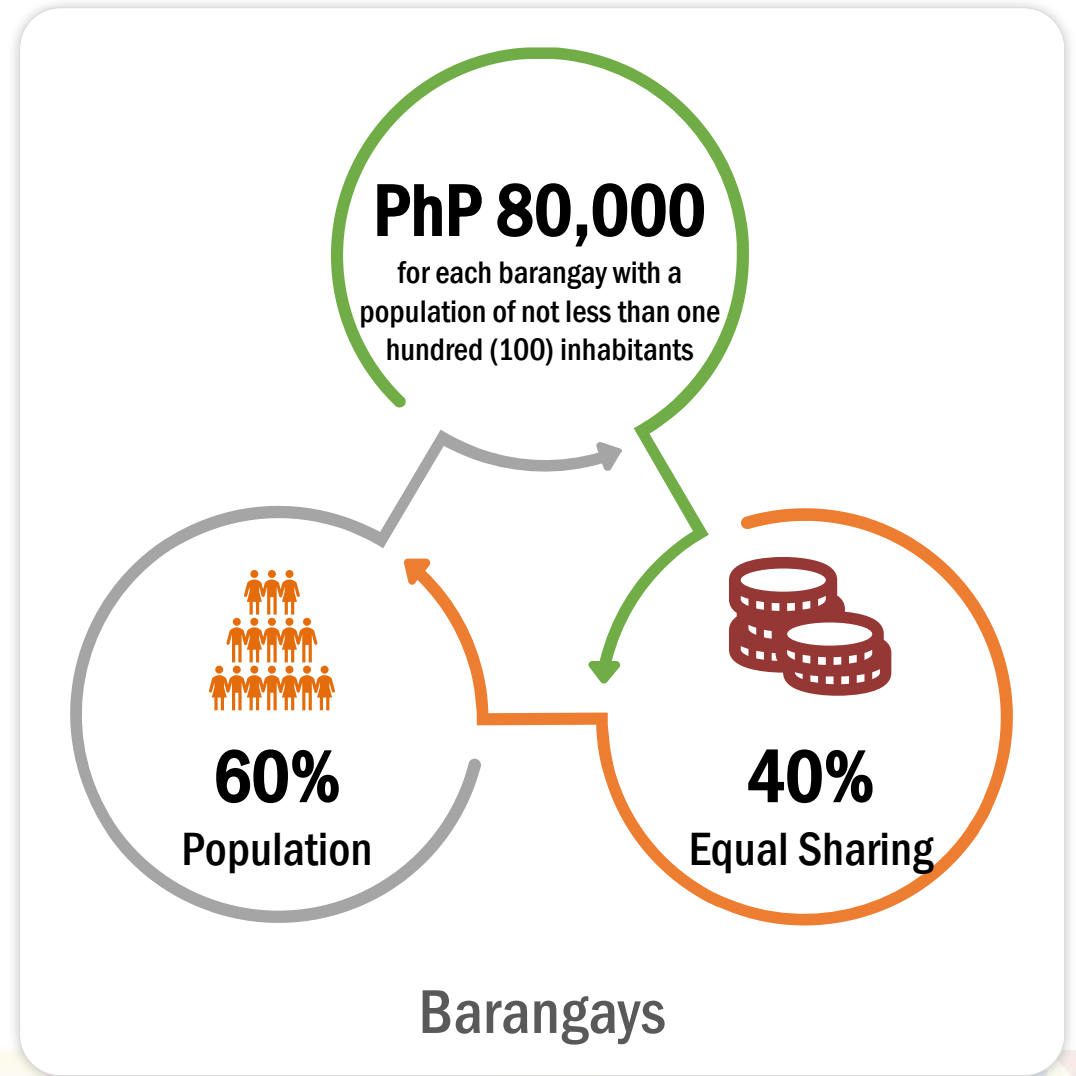 PhP 80,000
for each barangay with a
population of not less than one
hundred (100) inhabitants
60%
Population
40%
Equal Sharing
Barangays